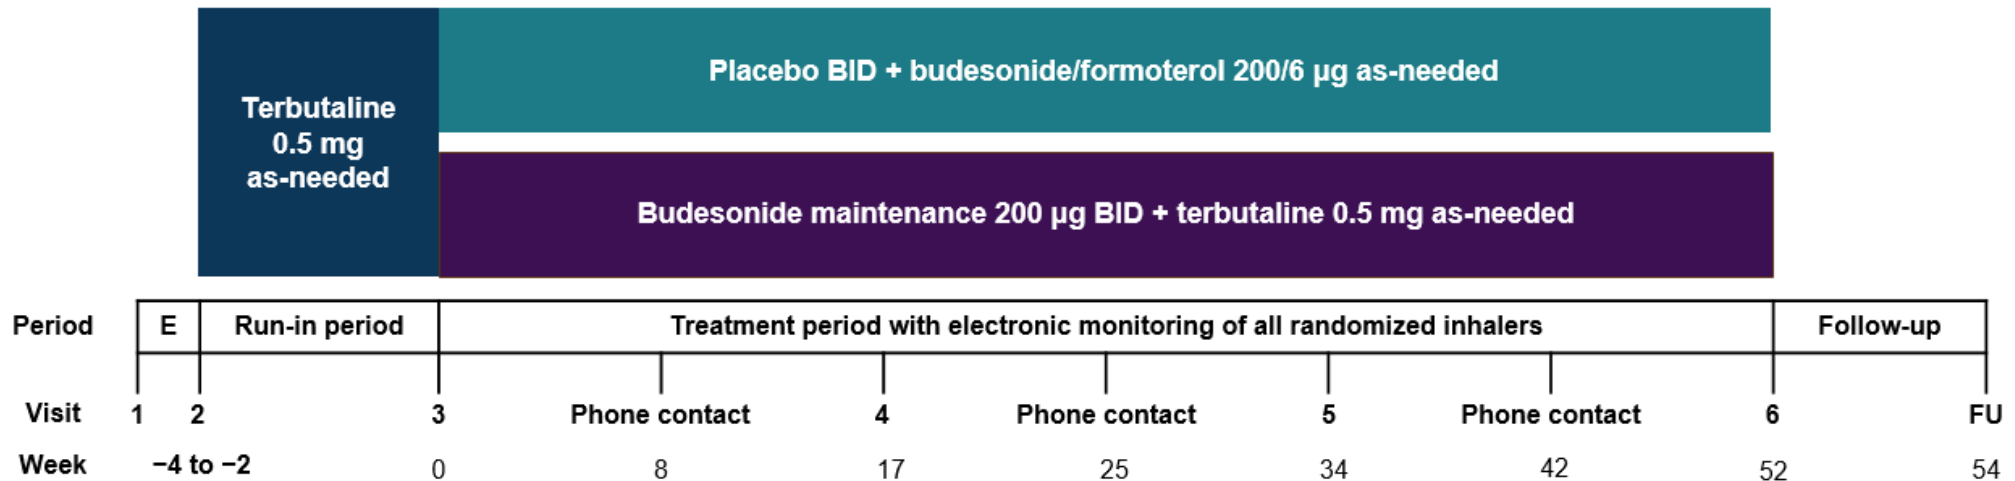 Terbutaline
0.5 mg
as-needed
Placebo BID + budesonide/formoterol 200/6 μg as-needed
Budesonide maintenance 200 μg BID + terbutaline 0.5 mg as-needed
Period E Run-in period Treatment period with electronic monitoring of all randomized inhalers Follow-up
Visit 1 2 3 Phone contact 4 Phone contact 5 Phone contact 6 FU
Week −4 to −2 0 8 17 25 34 42 52 54